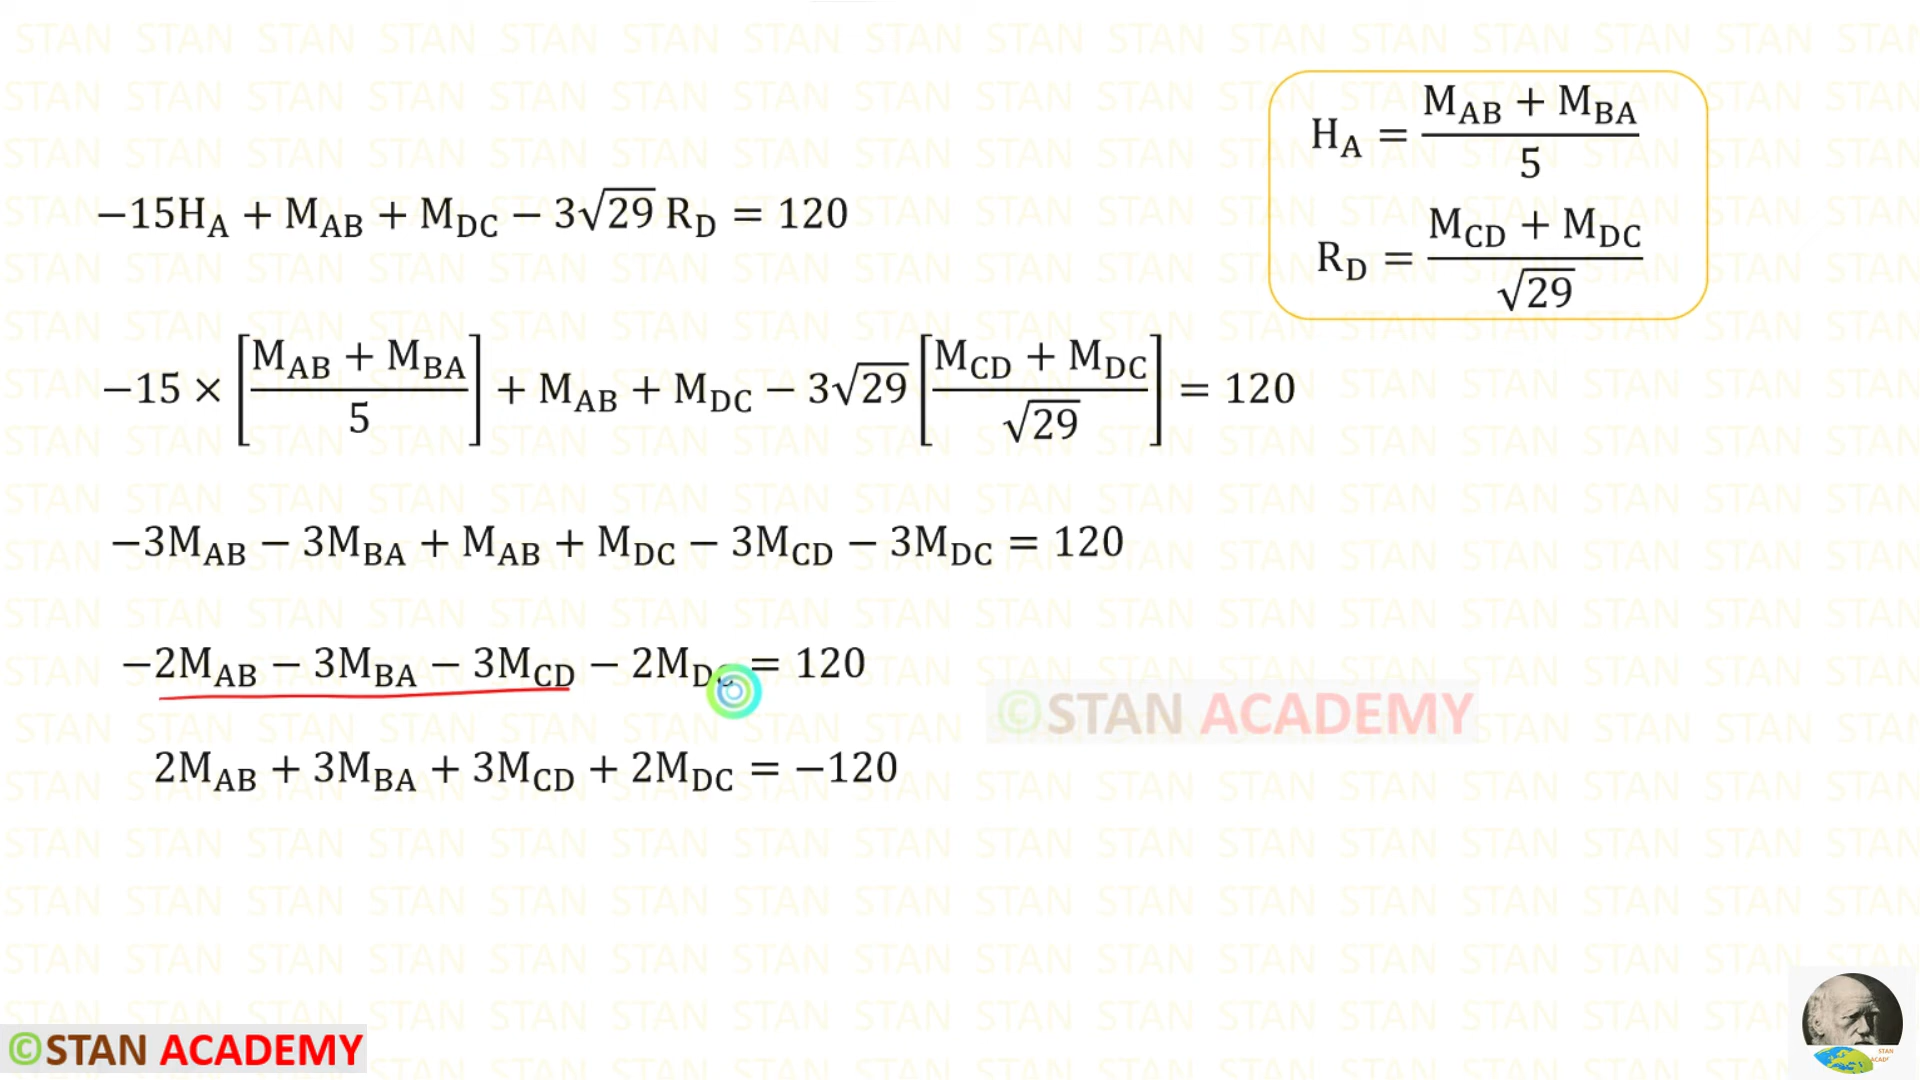 H_A = (M_AB + M_BA)/5
−15H_A + M_AB + M_DC − 3√29 R_D = 120
R_D = (M_CD + M_DC)/√29
−15 × [(M_AB + M_BA)/5] + M_AB + M_DC − 3√29 [(M_CD + M_DC)/√29] = 120
−3M_AB − 3M_BA + M_AB + M_DC − 3M_CD − 3M_DC = 120
−2M_AB − 3M_BA − 3M_CD − 2M_DC = 120
©STAN ACADEMY
2M_AB + 3M_BA + 3M_CD + 2M_DC = −120
©STAN ACADEMY